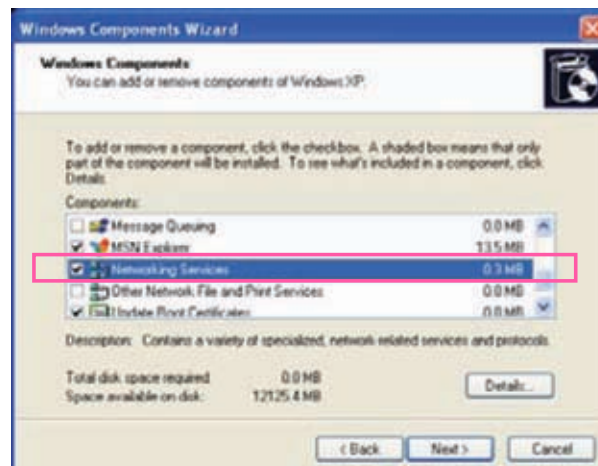 Windows Components Wizard
Windows Components
You can add or remove components of Windows XP.
To add or remove a component, click the checkbox. A shaded box means that only
part of the component will be installed. To see what's included in a component, click
Details.
Components:
Message Queuing 0.0 MB
MSN Explorer 13.5 MB
Networking Services 0.3 MB
Other Network File and Print Services 0.0 MB
Update Root Certificates 0.0 MB
Description: Contains a variety of specialized, network-related services and protocols.
Total disk space required: 0.0 MB
Space available on disk: 12125.4 MB
Details...
< Back Next > Cancel